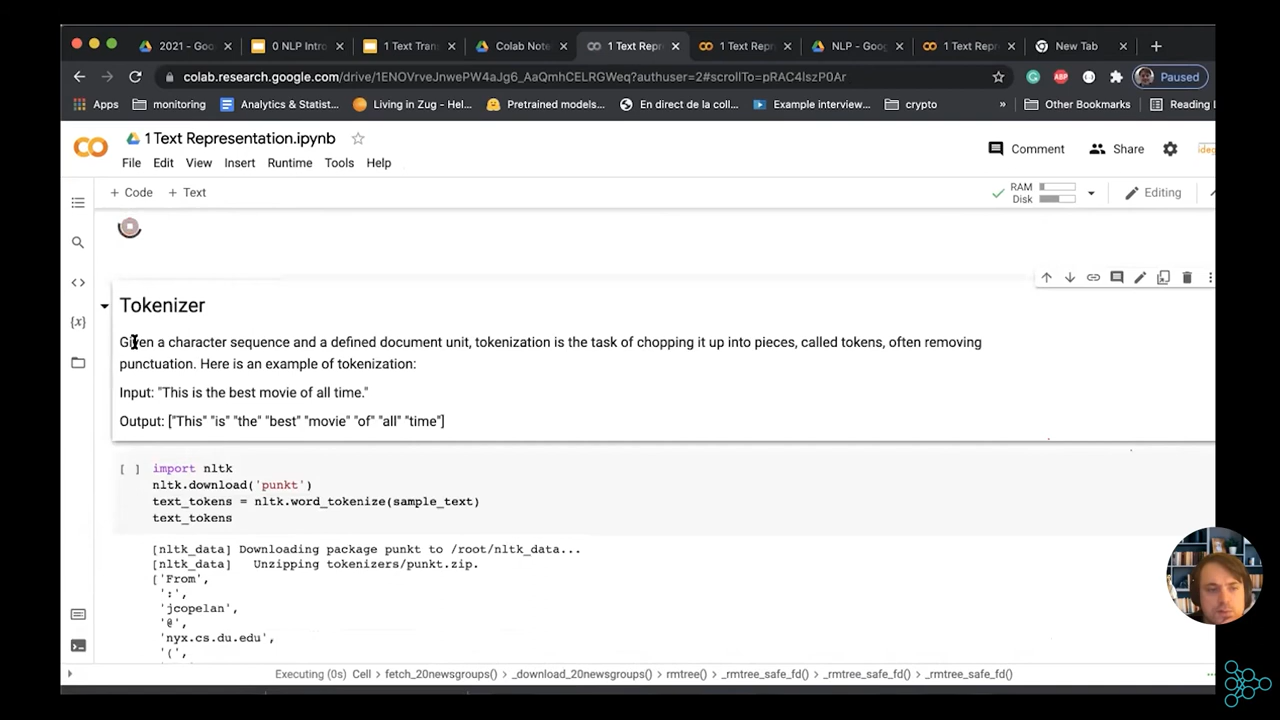 2021 - Goo
0 NLP Intro
1 Text Tran
Colab Note
1 Text Repr
1 Text Repr
NLP - Goog
1 Text Repr
New Tab
colab.research.google.com/drive/1ENOVrveJnwePW4aJg6_AaQmhCELRGWeq?authuser=2#scrollTo=pRAC4lszP0Ar
ABP
Paused
Apps
monitoring
Analytics & Statist...
Living in Zug - Hel...
Pretrained models...
En direct de la coll...
Example interview...
crypto
»
Other Bookmarks
Reading
1 Text Representation.ipynb
Comment
Share
File Edit View Insert Runtime Tools Help
+ Code + Text
RAM
Disk
Editing
Tokenizer
Given a character sequence and a defined document unit, tokenization is the task of chopping it up into pieces, called tokens, often removing
punctuation. Here is an example of tokenization:
Input: "This is the best movie of all time."
Output: ["This" "is" "the" "best" "movie" "of" "all" "time"]
[ ] import nltk
nltk.download('punkt')
text_tokens = nltk.word_tokenize(sample_text)
text_tokens
[nltk_data] Downloading package punkt to /root/nltk_data...
[nltk_data] Unzipping tokenizers/punkt.zip.
['From',
':',
'jcopelan',
'@',
'nyx.cs.du.edu',
'(',
Executing (0s) Cell > fetch_20newsgroups() > _download_20newsgroups() > rmtree() > _rmtree_safe_fd() > _rmtree_safe_fd() > _rmtree_safe_fd()